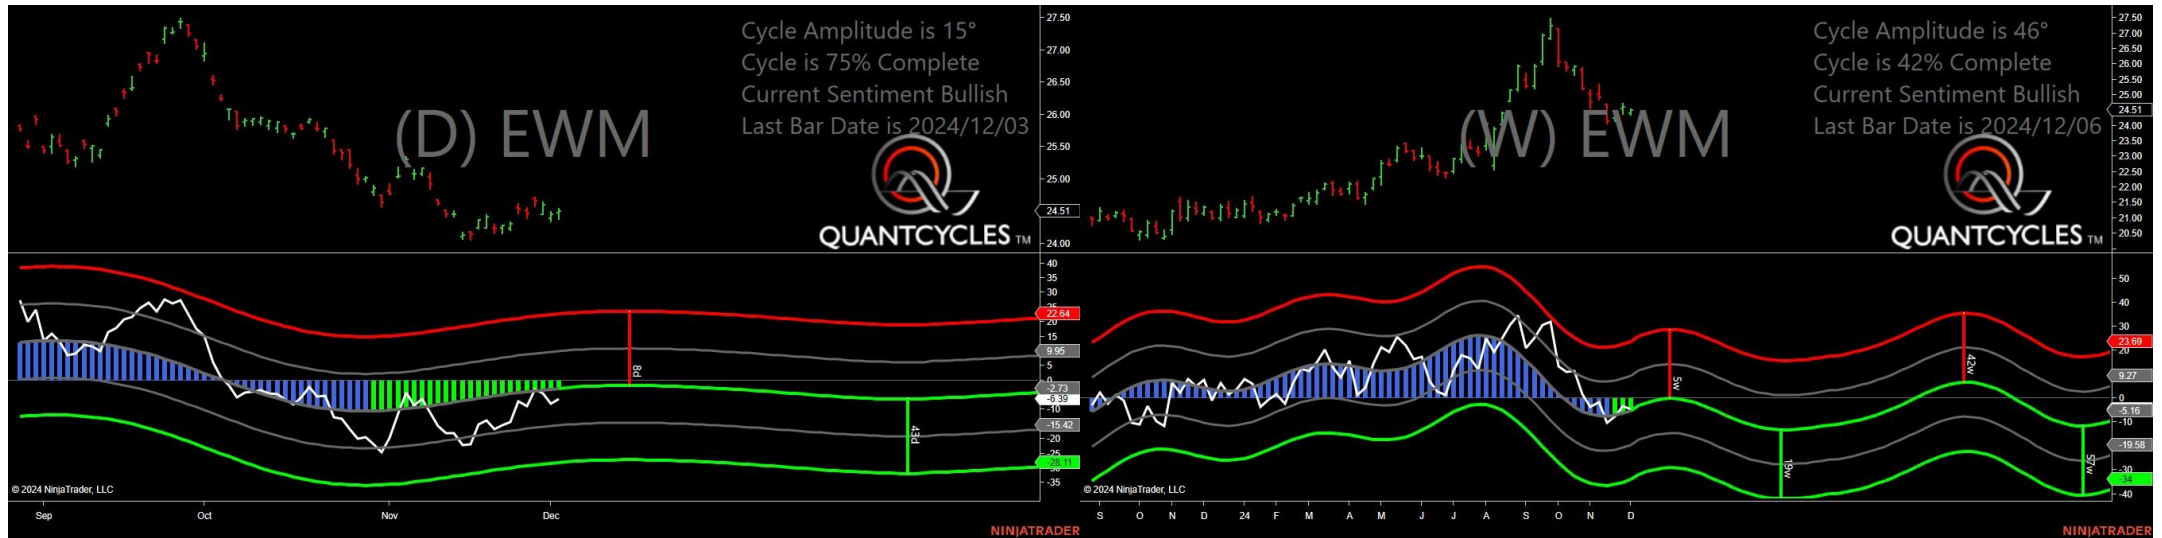 Cycle Amplitude is 15°
Cycle is 75% Complete
Current Sentiment Bullish
Last Bar Date is 2024/12/03
(D) EWM
QUANTCYCLES TM
27.50
27.00
26.50
26.00
25.50
25.00
24.51
24.00
40
35
30
22.64
20
15
9.95
5
-2.73
-6.39
-10
-15.42
-20
-25
-28.11
-35
8d
43d
© 2024 NinjaTrader, LLC
Sep Oct Nov Dec
NINJATRADER
Cycle Amplitude is 46°
Cycle is 42% Complete
Current Sentiment Bullish
Last Bar Date is 2024/12/06
(W) EWM
QUANTCYCLES TM
27.50
27.00
26.50
26.00
25.50
25.00
24.51
24.00
23.50
23.00
22.50
22.00
21.50
21.00
20.50
50
40
30
23.69
20
9.27
0
-5.16
-10
-19.58
-30
-34
-40
5w
19w
42w
57w
© 2024 NinjaTrader, LLC
S O N D 24 F M A M J J A S O N D
NINJATRADER